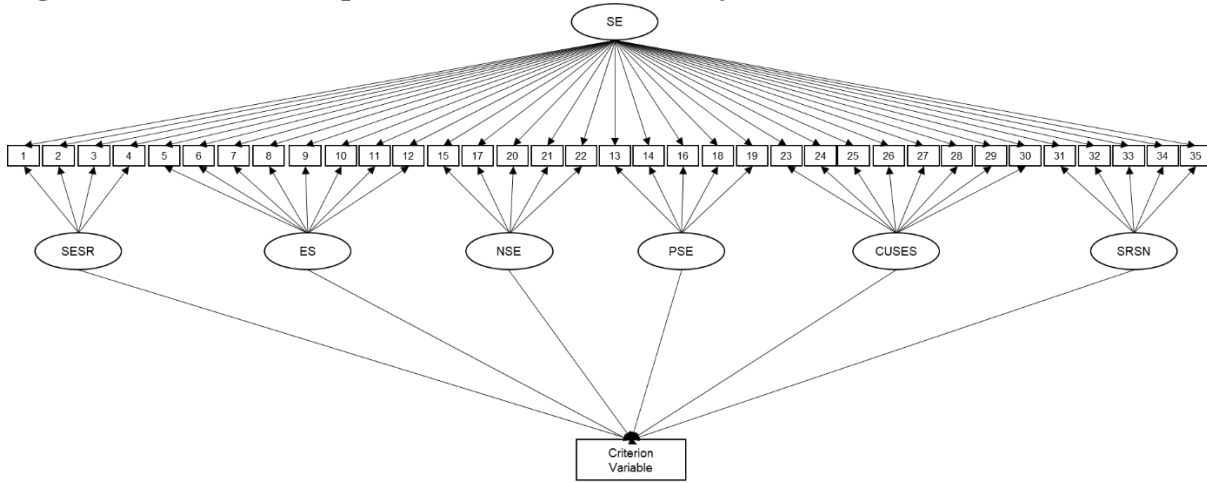 SE
1 2 3 4 5 6 7 8 9 10 11 12 15 17 20 21 22 13 14 16 18 19 23 24 25 26 27 28 29 30 31 32 33 34 35
SESR ES NSE PSE CUSES SRSN
Criterion
Variable